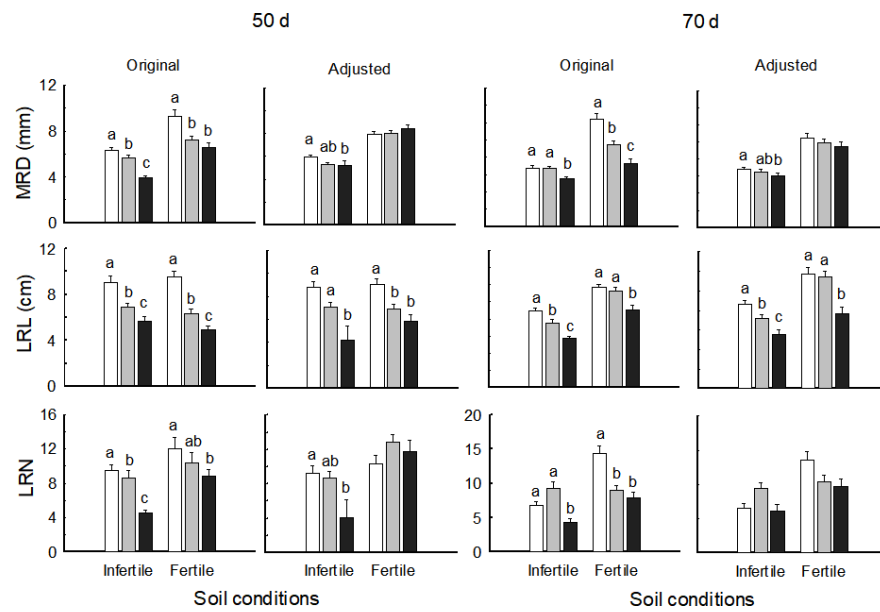 50 d 70 d
Original Adjusted Original Adjusted
MRD (mm)
12
8
4
0
a b c a b b
a ab b
a a b a b c
a ab b
LRL (cm)
12
8
4
0
a b c a b c
a a b a b b
a b c a a b
a b c a a b
LRN
16
12
8
4
0
a b c a ab b
a ab b
20
15
10
5
0
a a b a b b
Infertile Fertile Infertile Fertile Infertile Fertile Infertile Fertile
Soil conditions Soil conditions